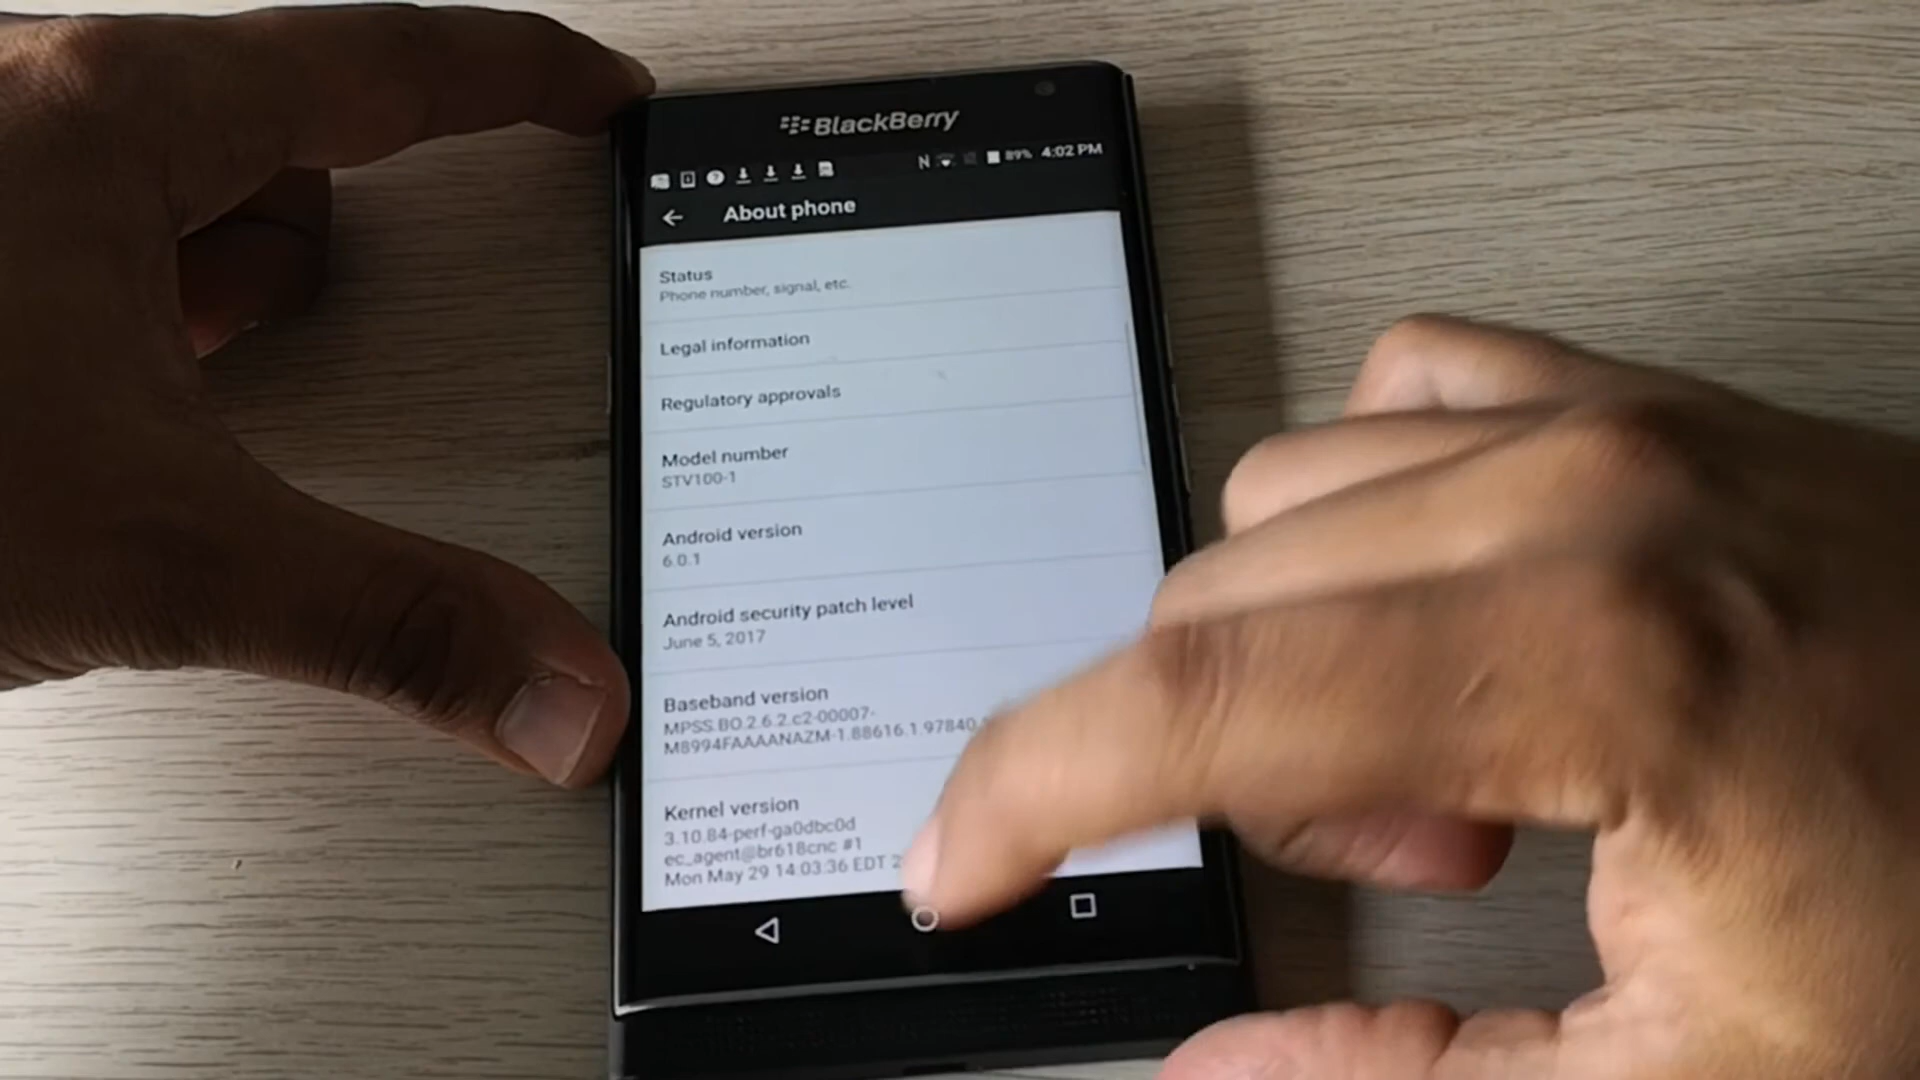 BlackBerry
N 89% 4:02 PM
About phone
Status
Phone number, signal, etc.
Legal information
Regulatory approvals
Model number
STV100-1
Android version
6.0.1
Android security patch level
June 5, 2017
Baseband version
MPSS.BO.2.6.2.c2-00007-
M8994FAAAANAZM-1.88616.1.97840
Kernel version
3.10.84-perf-ga0dbc0d
ec_agent@br618cnc #1
Mon May 29 14:03:36 EDT 2